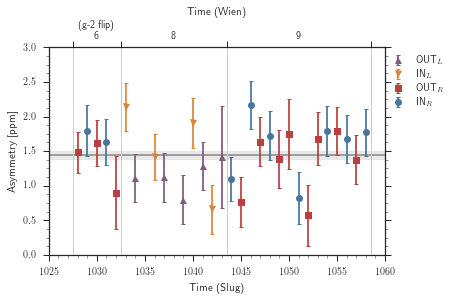 Time (Wien)
(g-2 flip)
6 8 9
3.0
2.5
2.0
1.5
1.0
0.5
0.0
Asymmetry [ppm]
1025 1030 1035 1040 1045 1050 1055 1060
Time (Slug)
OUT_L
IN_L
OUT_R
IN_R